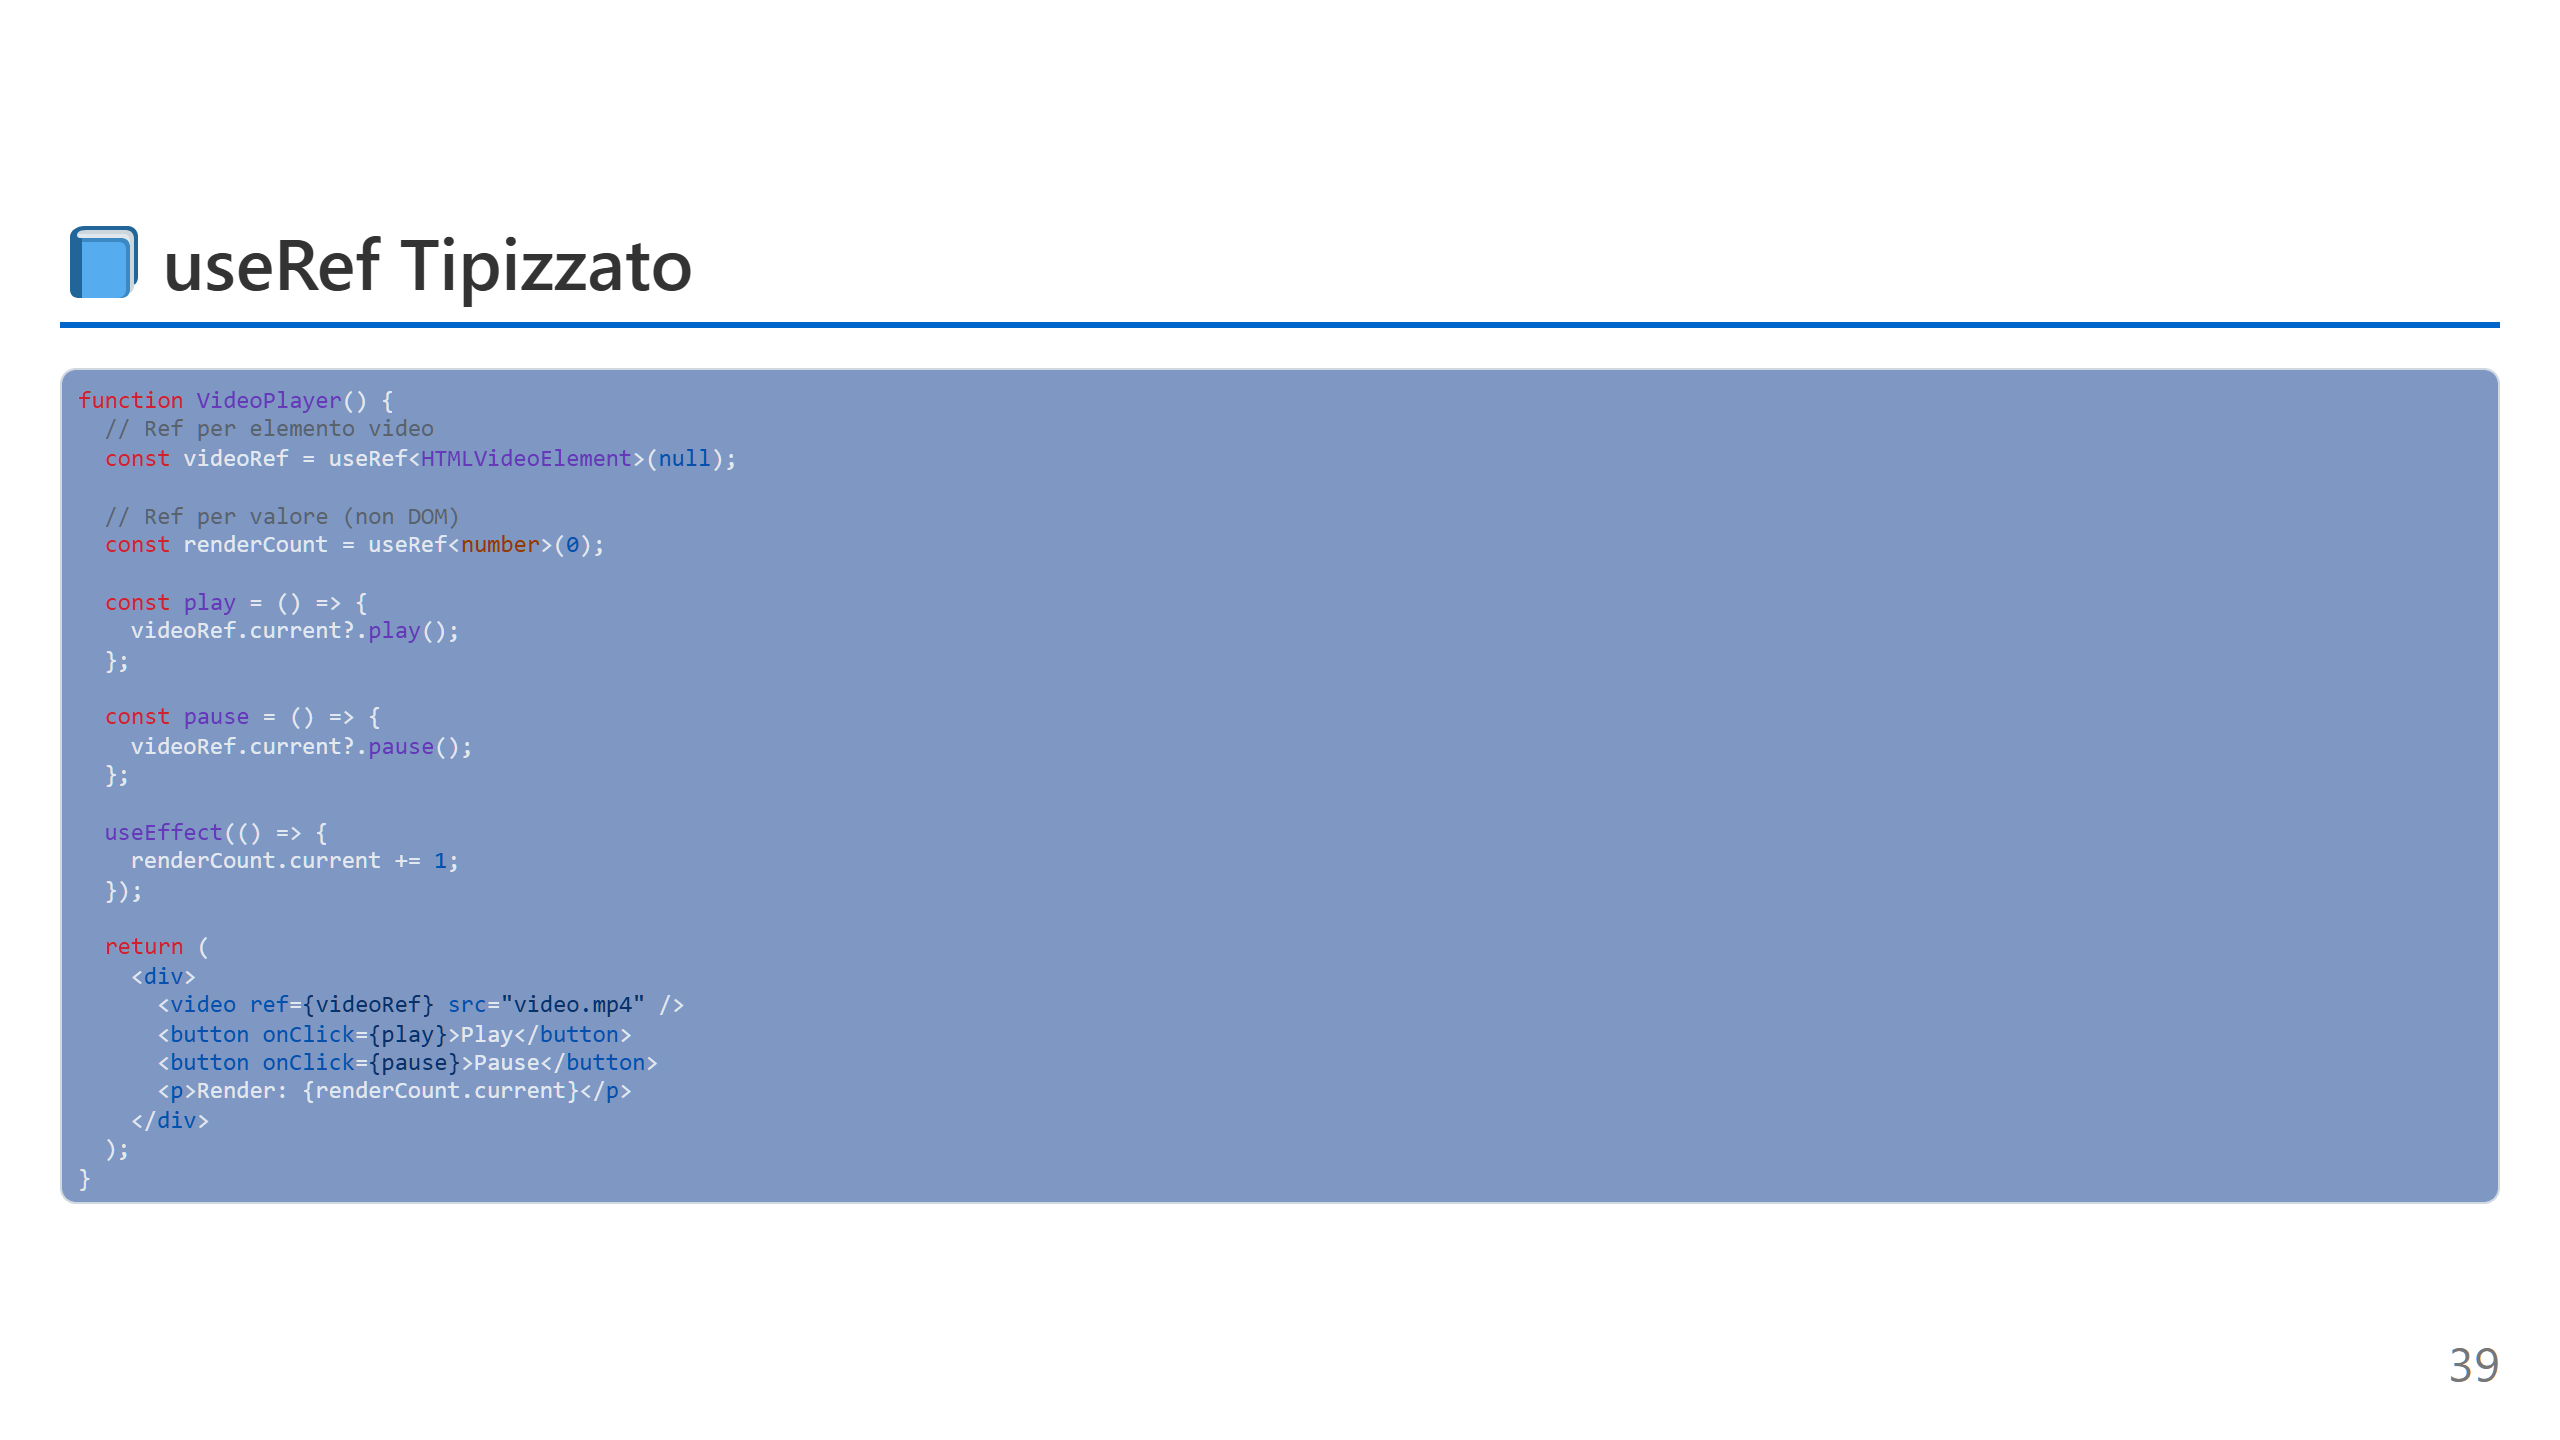 useRef Tipizzato
function VideoPlayer() {
  // Ref per elemento video
  const videoRef = useRef<HTMLVideoElement>(null);

  // Ref per valore (non DOM)
  const renderCount = useRef<number>(0);

  const play = () => {
    videoRef.current?.play();
  };

  const pause = () => {
    videoRef.current?.pause();
  };

  useEffect(() => {
    renderCount.current += 1;
  });

  return (
    <div>
      <video ref={videoRef} src="video.mp4" />
      <button onClick={play}>Play</button>
      <button onClick={pause}>Pause</button>
      <p>Render: {renderCount.current}</p>
    </div>
  );
}
39